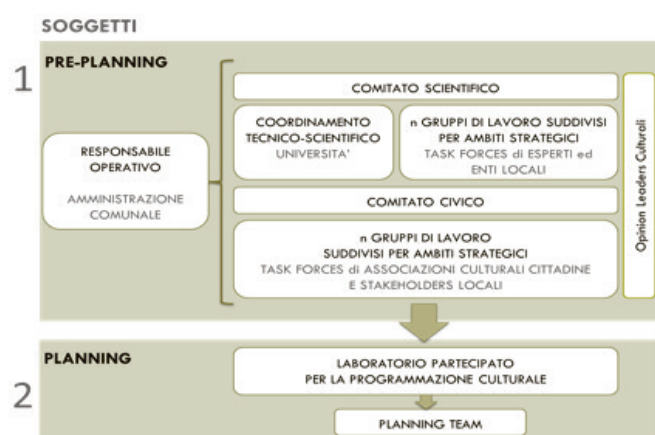 SOGGETTI
1
PRE-PLANNING
RESPONSABILE
OPERATIVO
AMMINISTRAZIONE
COMUNALE
COMITATO SCIENTIFICO
COORDINAMENTO
TECNICO-SCIENTIFICO
UNIVERSITA'
n GRUPPI DI LAVORO SUDDIVISI
PER AMBITI STRATEGICI
TASK FORCES di ESPERTI ed
ENTI LOCALI
COMITATO CIVICO
n GRUPPI DI LAVORO
SUDDIVISI PER AMBITI STRATEGICI
TASK FORCES di ASSOCIAZIONI CULTURALI CITTADINE
E STAKEHOLDERS LOCALI
Opinion Leaders Culturali
2
PLANNING
LABORATORIO PARTECIPATO
PER LA PROGRAMMAZIONE CULTURALE
PLANNING TEAM